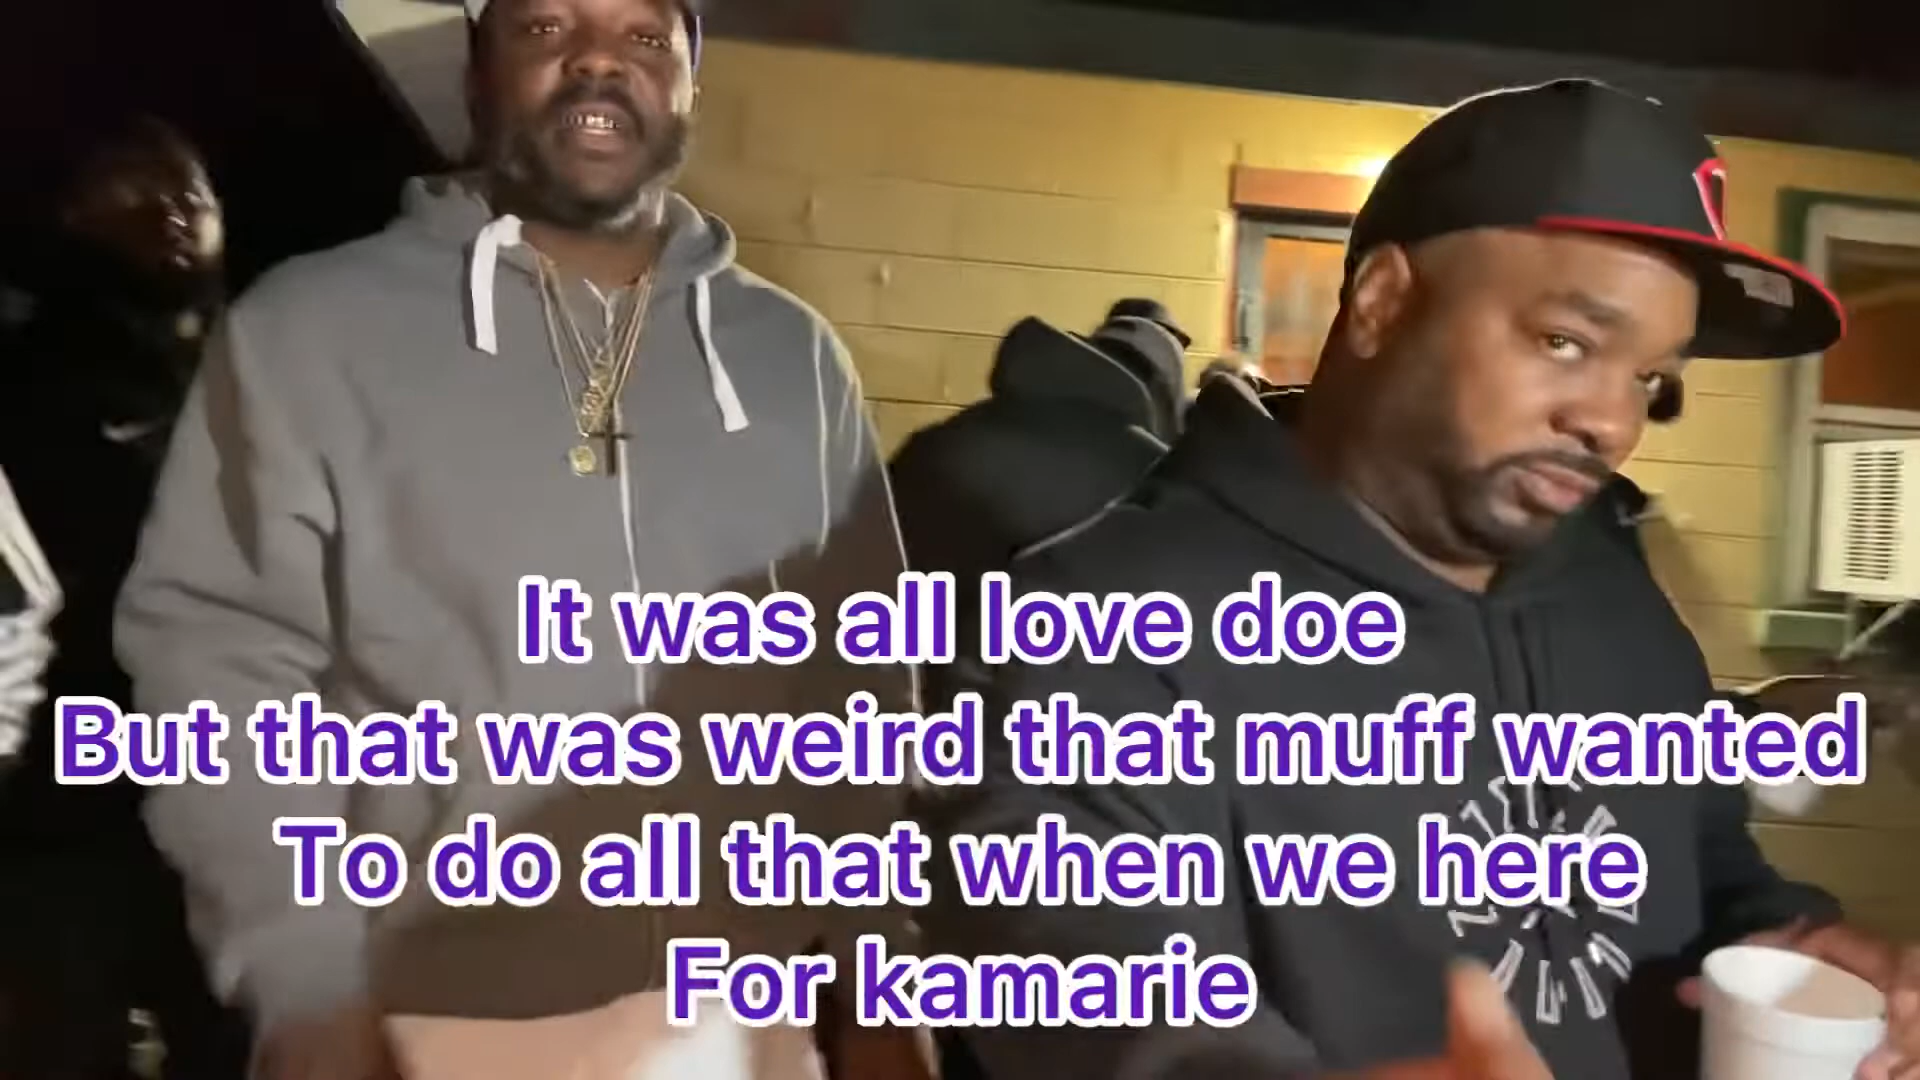 It was all love doe
But that was weird that muff wanted
To do all that when we here
For kamarie